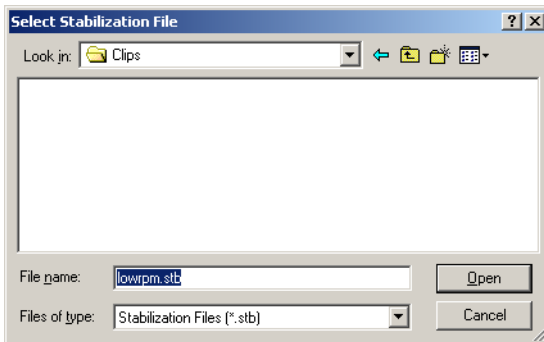 Select Stabilization File
Look in: Clips
File name: lowrpm.stb Open
Files of type: Stabilization Files (*.stb) Cancel